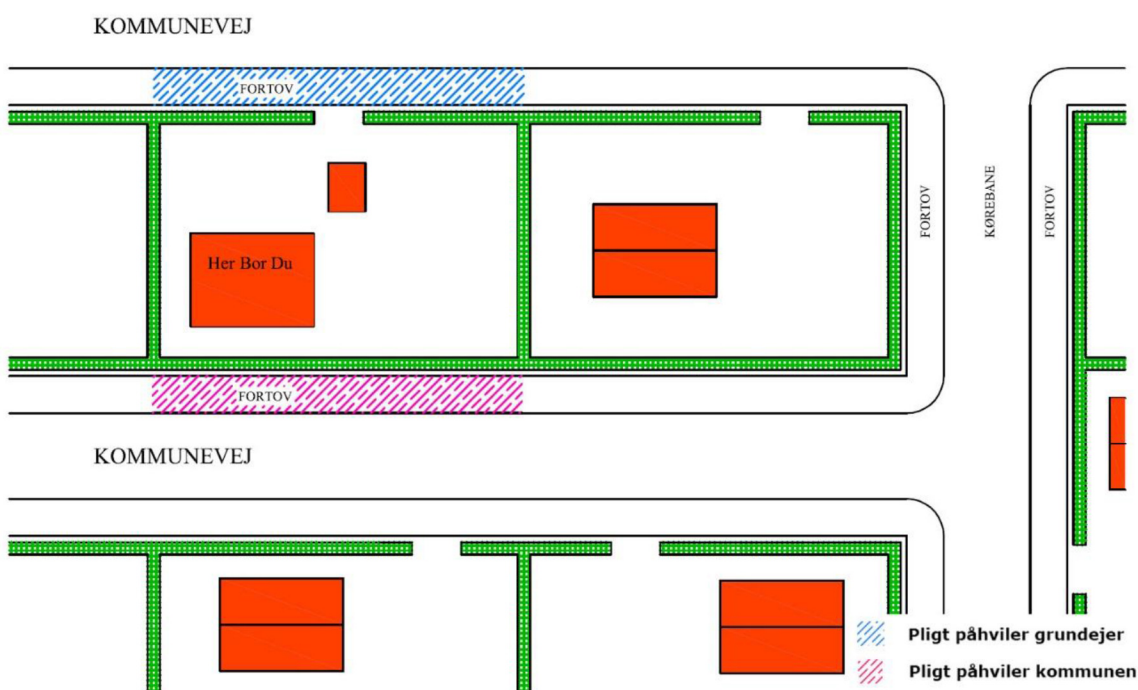 KOMMUNEVEJ
FORTOV
FORTOV
KØREBANE
FORTOV
Her Bor Du
FORTOV
KOMMUNEVEJ
Pligt påhviler grundejer
Pligt påhviler kommunen